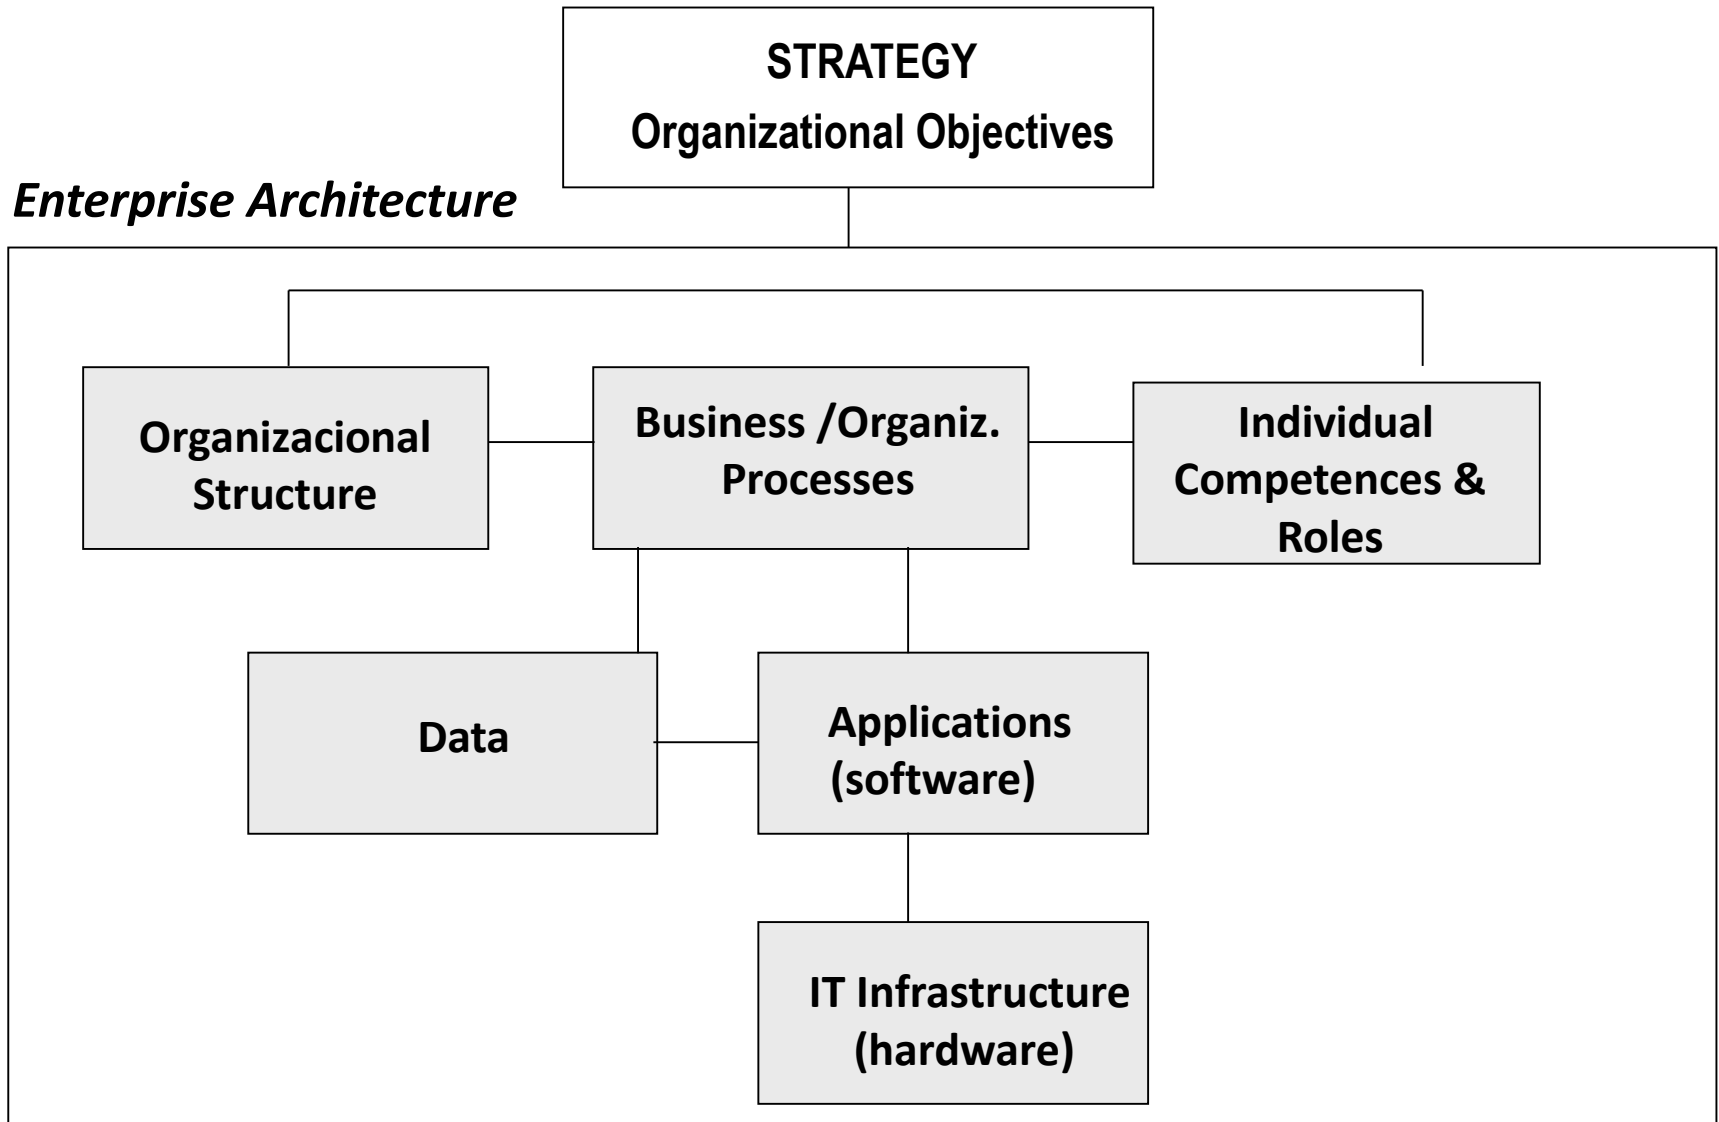 STRATEGY
Organizational Objectives
Enterprise Architecture
Organizacional
Structure
Business /Organiz.
Processes
Individual
Competences &
Roles
Data
Applications
(software)
IT Infrastructure
(hardware)